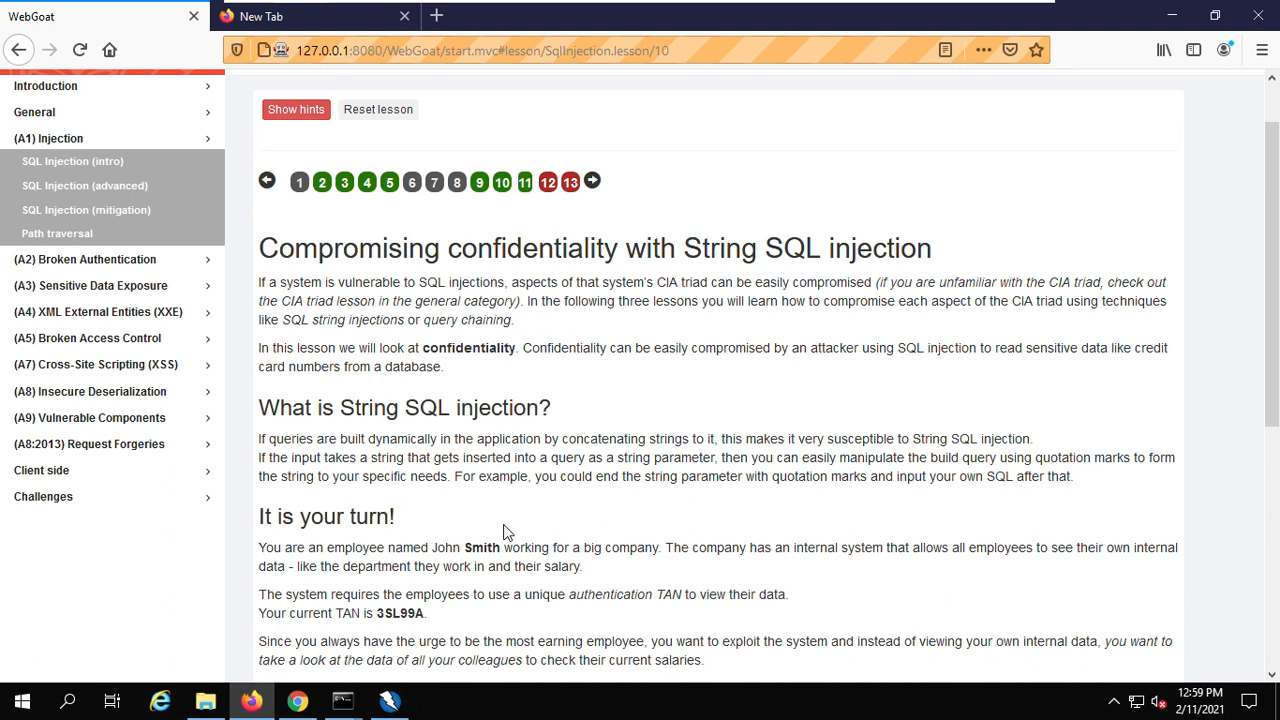 WebGoat
New Tab
127.0.0.1:8080/WebGoat/start.mvc#lesson/SqlInjection.lesson/10
Introduction
General
(A1) Injection
SQL Injection (intro)
SQL Injection (advanced)
SQL Injection (mitigation)
Path traversal
(A2) Broken Authentication
(A3) Sensitive Data Exposure
(A4) XML External Entities (XXE)
(A5) Broken Access Control
(A7) Cross-Site Scripting (XSS)
(A8) Insecure Deserialization
(A9) Vulnerable Components
(A8:2013) Request Forgeries
Client side
Challenges
Show hints Reset lesson
1 2 3 4 5 6 7 8 9 10 11 12 13
Compromising confidentiality with String SQL injection
If a system is vulnerable to SQL injections, aspects of that system's CIA triad can be easily compromised (if you are unfamiliar with the CIA triad, check out
the CIA triad lesson in the general category). In the following three lessons you will learn how to compromise each aspect of the CIA triad using techniques
like SQL string injections or query chaining.
In this lesson we will look at confidentiality. Confidentiality can be easily compromised by an attacker using SQL injection to read sensitive data like credit
card numbers from a database.
What is String SQL injection?
If queries are built dynamically in the application by concatenating strings to it, this makes it very susceptible to String SQL injection.
If the input takes a string that gets inserted into a query as a string parameter, then you can easily manipulate the build query using quotation marks to form
the string to your specific needs. For example, you could end the string parameter with quotation marks and input your own SQL after that.
It is your turn!
You are an employee named John Smith working for a big company. The company has an internal system that allows all employees to see their own internal
data - like the department they work in and their salary.
The system requires the employees to use a unique authentication TAN to view their data.
Your current TAN is 3SL99A.
Since you always have the urge to be the most earning employee, you want to exploit the system and instead of viewing your own internal data, you want to
take a look at the data of all your colleagues to check their current salaries.
12:59 PM
2/11/2021